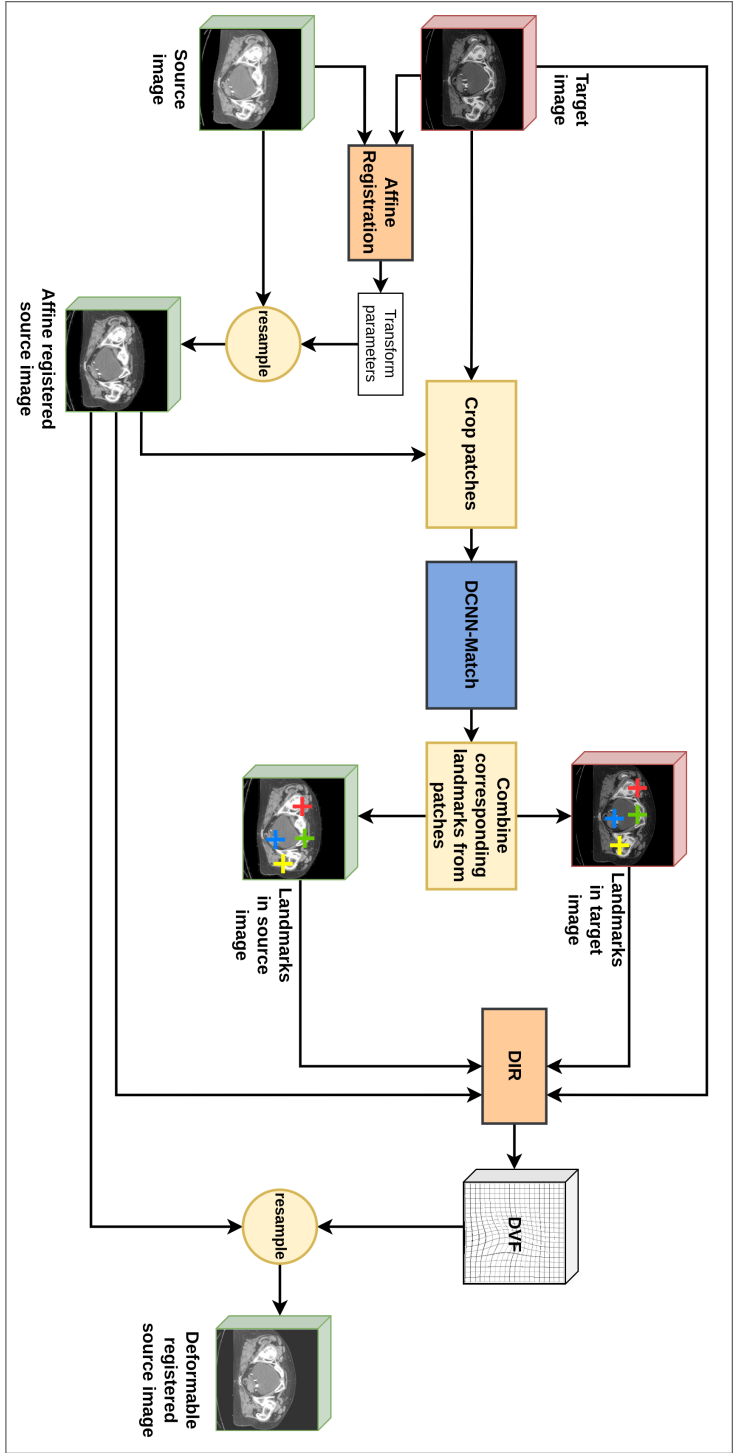 Target
image
Source
image
Affine
Registration
Transform
parameters
resample
Affine registered
source image
Crop patches
DCNN-Match
Combine
corresponding
landmarks from
patches
Landmarks
in target
image
Landmarks
in source
image
DIR
DVF
resample
Deformable
registered
source image